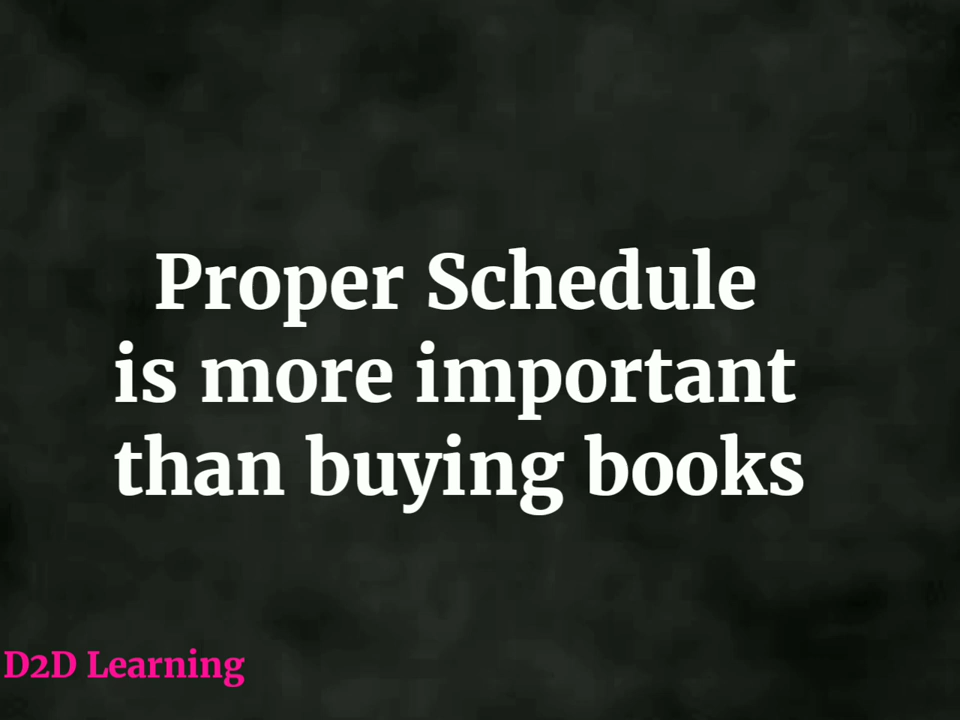 Proper Schedule
is more important
than buying books
D2D Learning